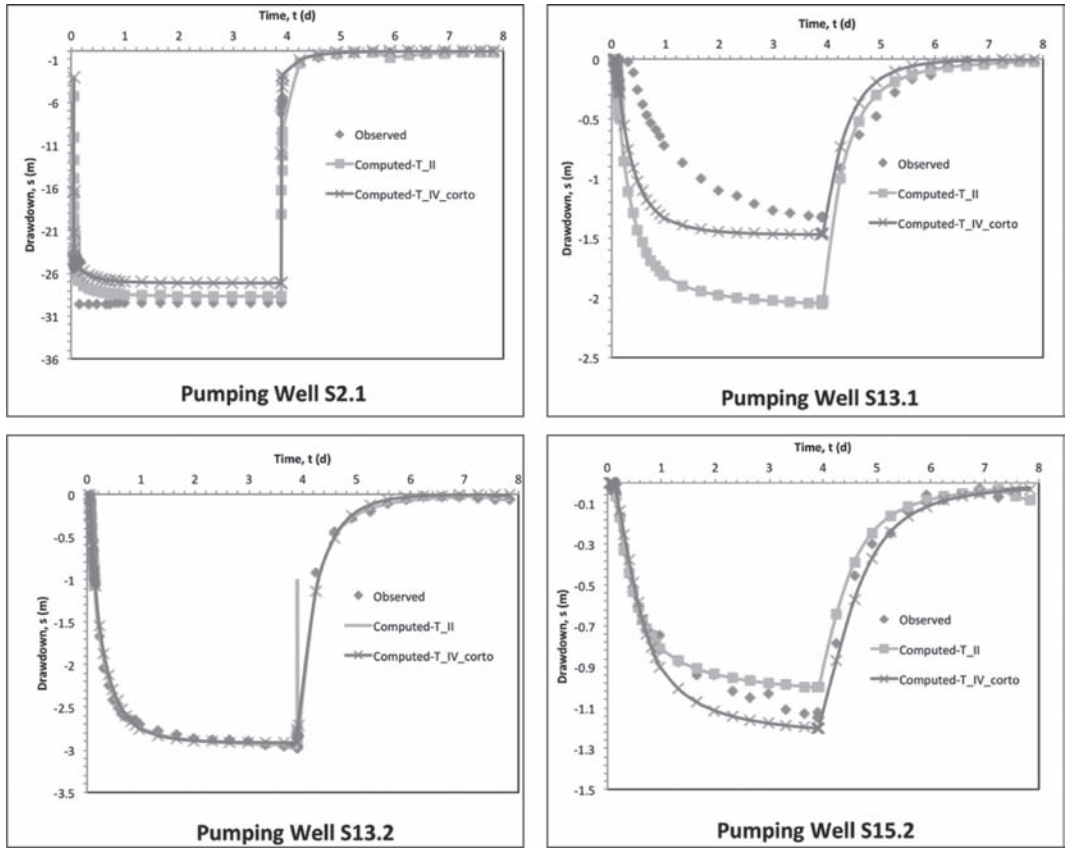 Time, t (d)
0 1 2 3 4 5 6 7 8
-1
-6
-11
-16
-21
-26
-31
-36
Drawdown, s (m)
Observed
Computed-T_II
Computed-T_IV_corto
Pumping Well S2.1
Time, t (d)
0 1 2 3 4 5 6 7 8
0
-0.5
-1
-1.5
-2
-2.5
Drawdown, s (m)
Observed
Computed-T_II
Computed-T_IV_corto
Pumping Well S13.1
Time, t (d)
0 1 2 3 4 5 6 7 8
0
-0.5
-1
-1.5
-2
-2.5
-3
-3.5
Drawdown, s (m)
Observed
Computed-T_II
Computed-T_IV_corto
Pumping Well S13.2
Time, t (d)
0 1 2 3 4 5 6 7 8
-0.1
-0.3
-0.5
-0.7
-0.9
-1.1
-1.3
-1.5
Drawdown, s (m)
Observed
Computed-T_II
Computed-T_IV_corto
Pumping Well S15.2